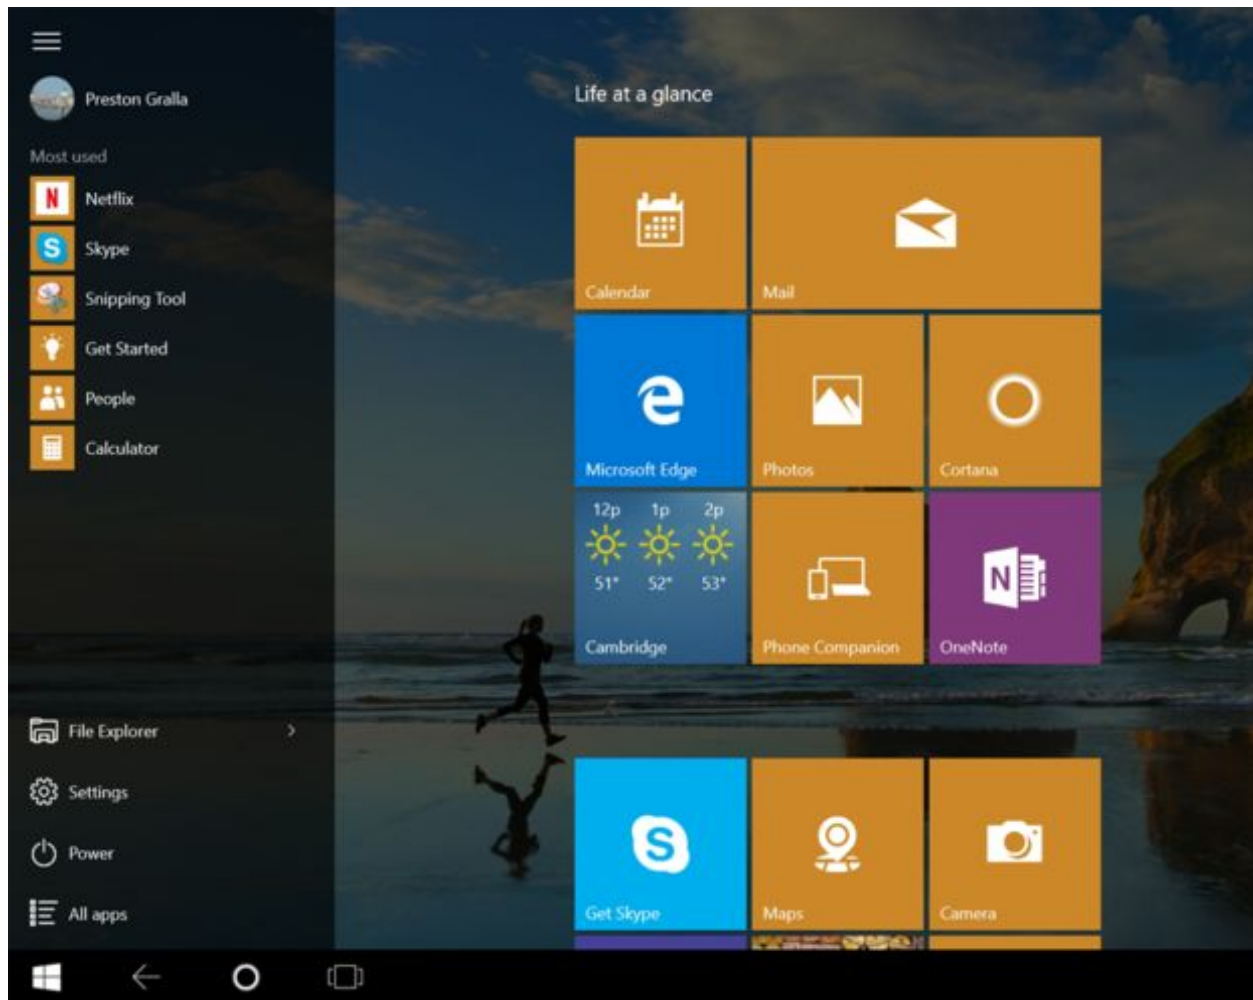 Preston Gralla
Most used
N Netflix
S Skype
Snipping Tool
Get Started
People
Calculator
File Explorer
Settings
Power
All apps
Life at a glance
Calendar
Mail
Microsoft Edge
Photos
Cortana
12p 1p 2p
51° 52° 53°
Cambridge
Phone Companion
N
OneNote
S
Get Skype
Maps
Camera